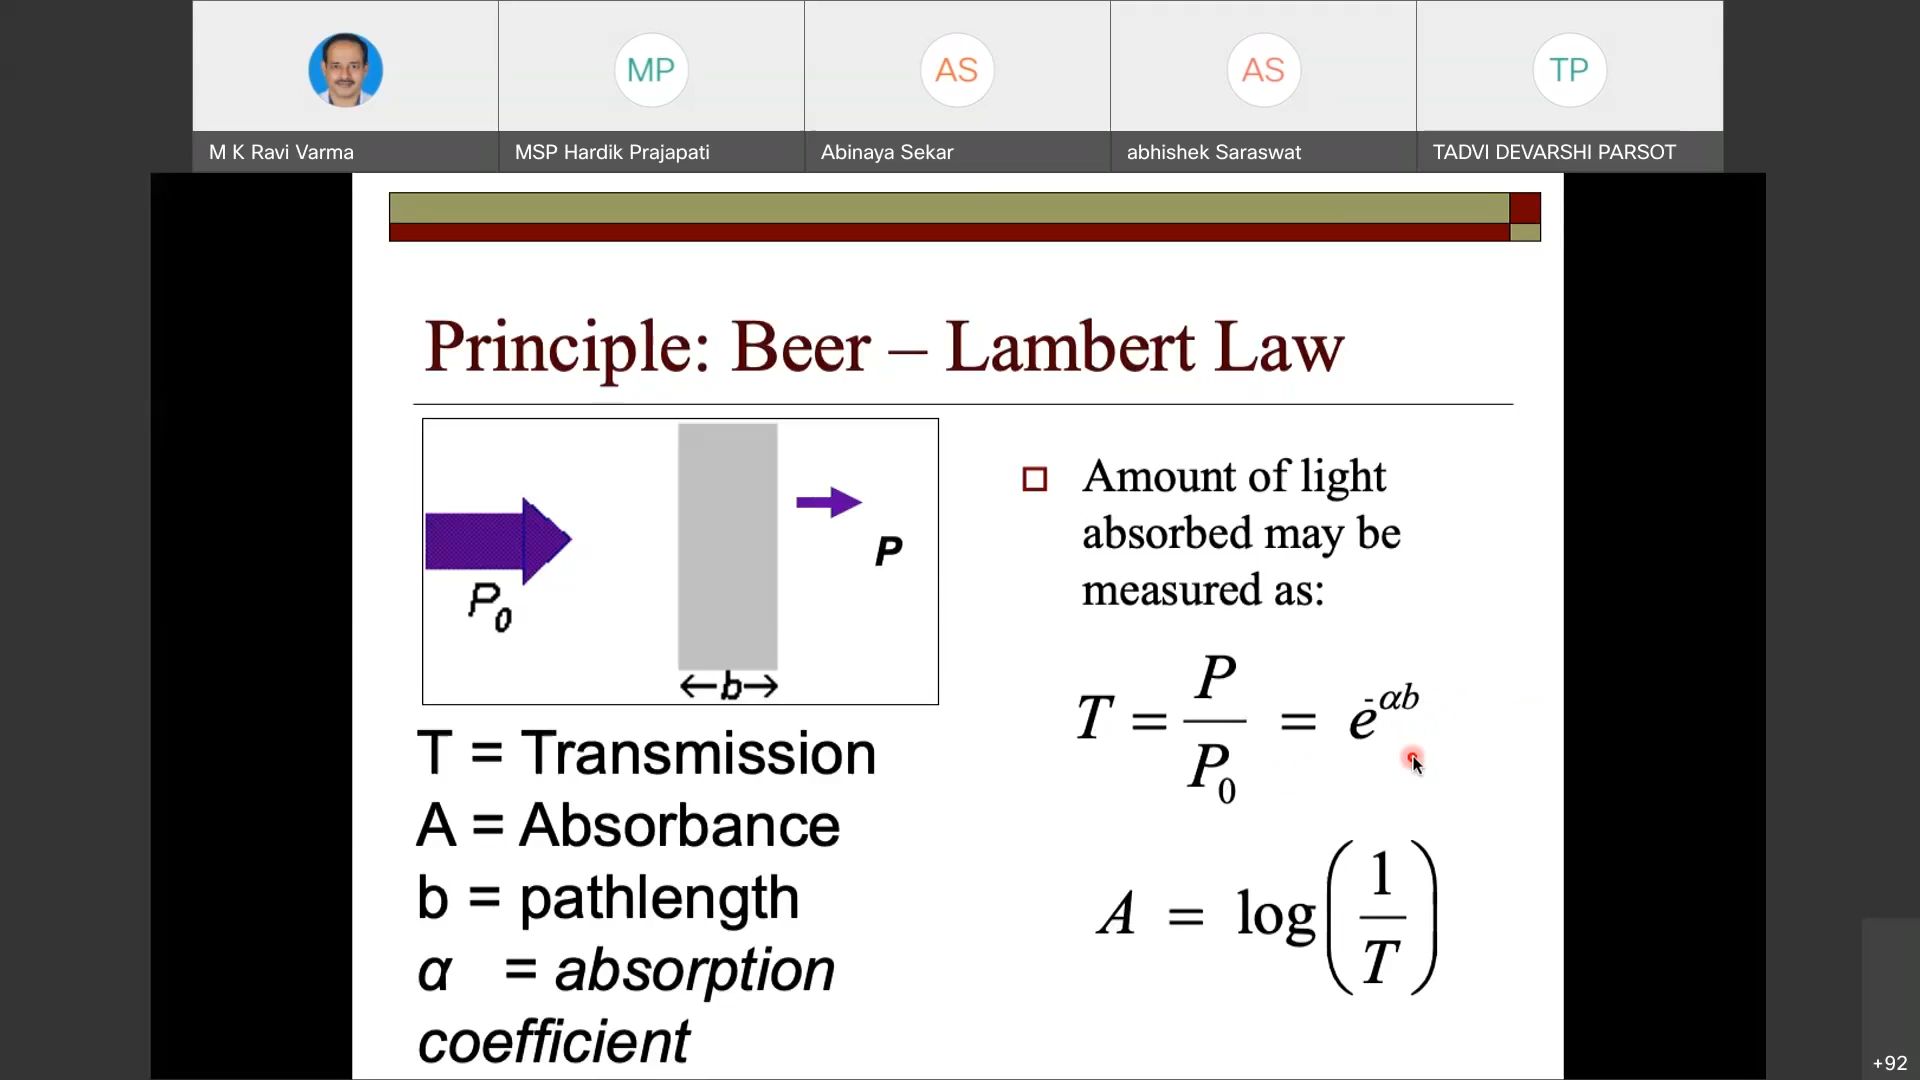 MP
AS
AS
TP
M K Ravi Varma
MSP Hardik Prajapati
Abinaya Sekar
abhishek Saraswat
TADVI DEVARSHI PARSOT
Principle: Beer – Lambert Law
P₀
P
←b→
T = Transmission
A = Absorbance
b = pathlength
α = absorption
coefficient
Amount of light
absorbed may be
measured as:
T = P/P₀ = e^-αb
A = log(1/T)
+92